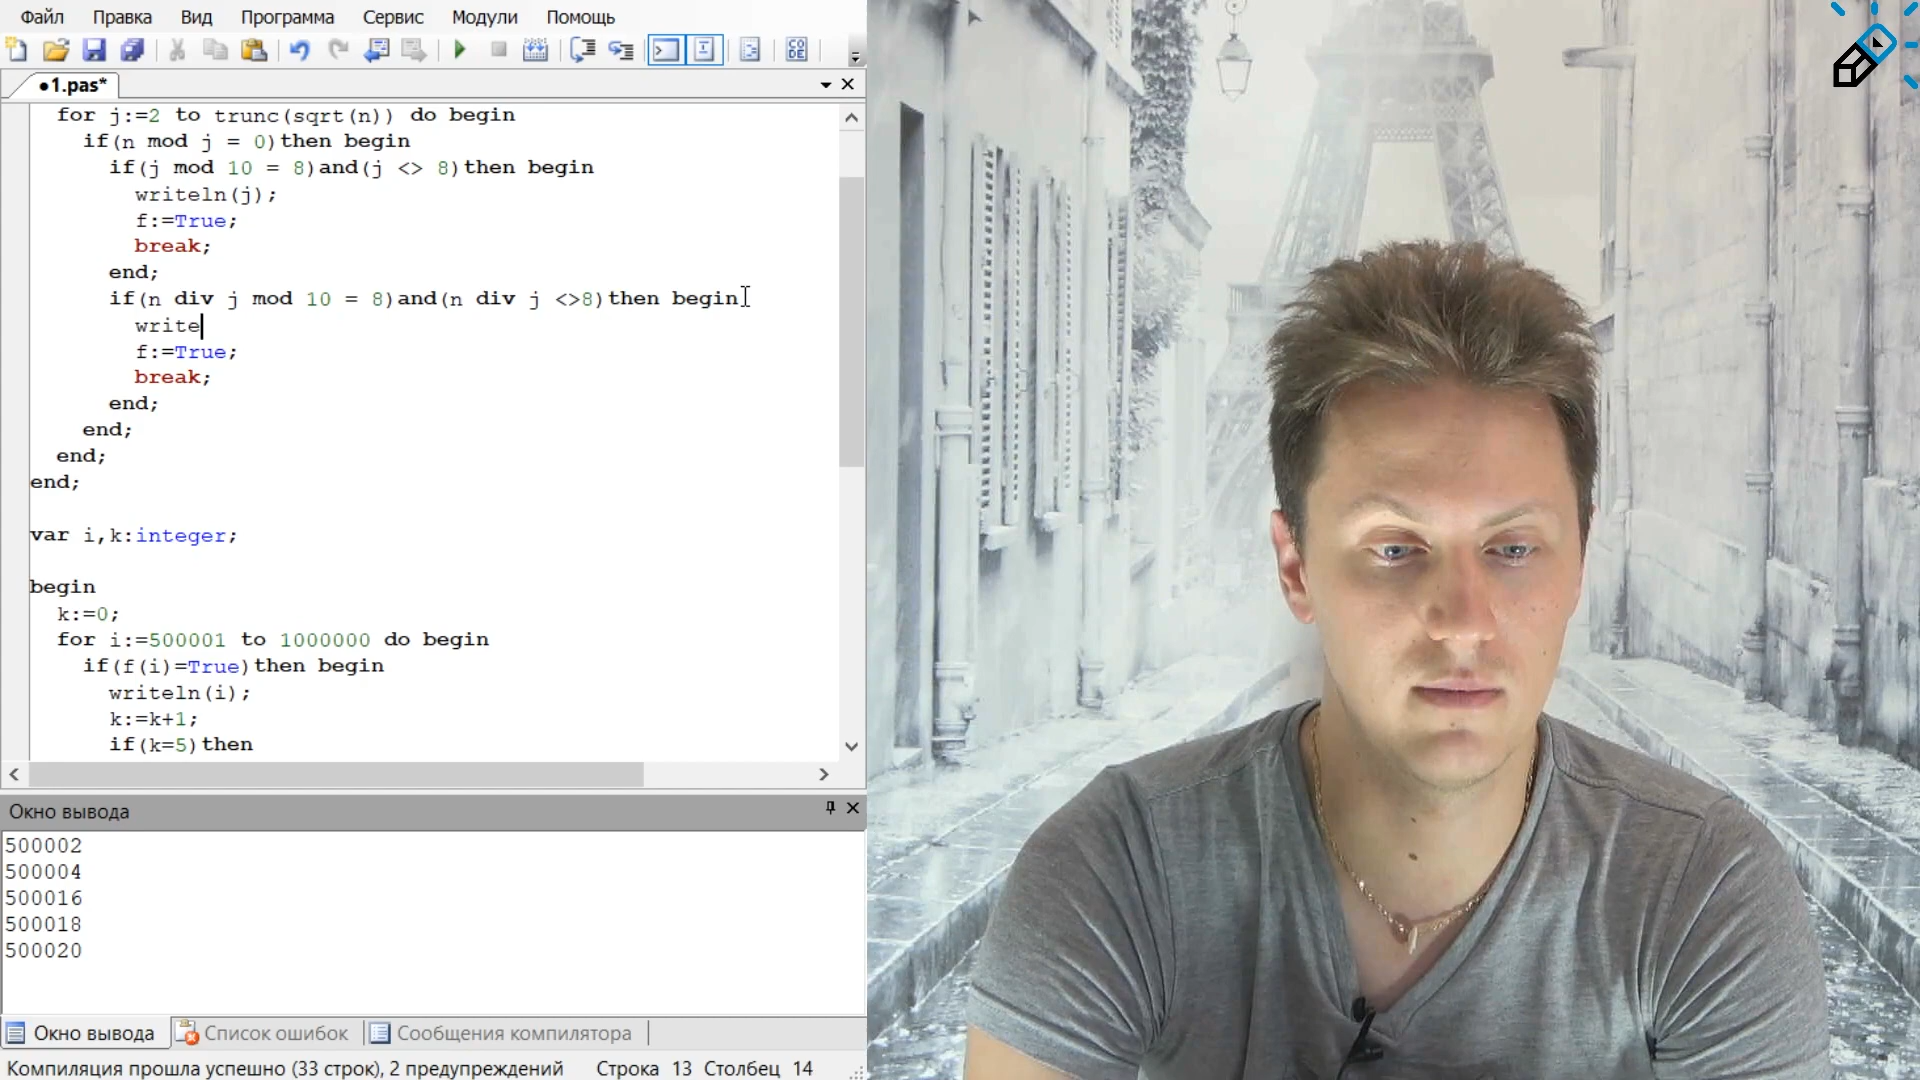 Файл Правка Вид Программа Сервис Модули Помощь
●1.pas*
for j:=2 to trunc(sqrt(n)) do begin
if(n mod j = 0)then begin
if(j mod 10 = 8)and(j <> 8)then begin
writeln(j);
f:=True;
break;
end;
if(n div j mod 10 = 8)and(n div j <>8)then begin
write
f:=True;
break;
end;
end;
end;
end;
var i,k:integer;
begin
k:=0;
for i:=500001 to 1000000 do begin
if(f(i)=True)then begin
writeln(i);
k:=k+1;
if(k=5)then
Окно вывода
500002
500004
500016
500018
500020
Окно вывода Список ошибок Сообщения компилятора
Компиляция прошла успешно (33 строк), 2 предупреждений Строка 13 Столбец 14